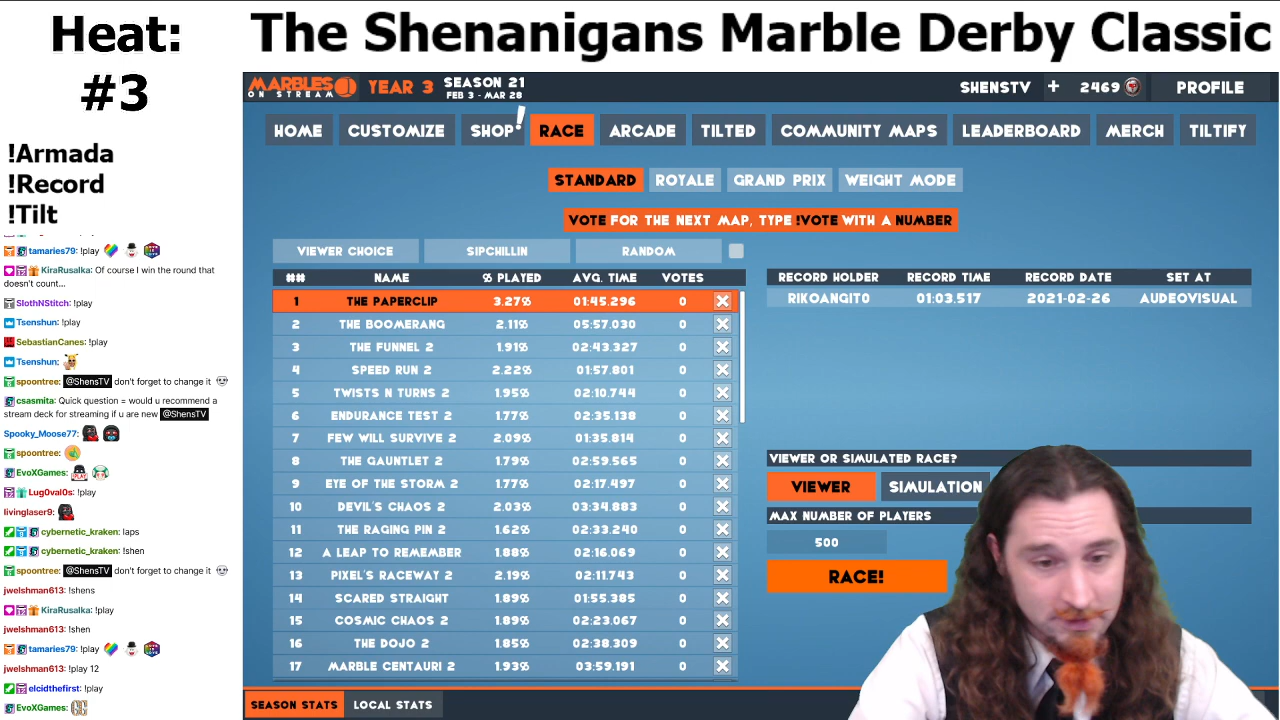 Heat:
#3
The Shenanigans Marble Derby Classic
!Armada
!Record
!Tilt
tamaries79: !play
KiraRusalka: Of course I win the round that
doesn't count...
SlothNStitch: !play
Tsenshun: !play
SebastianCanes: !play
Tsenshun:
spoontree: @ShensTV don't forget to change it
csasmita: Quick question = would u recommend a
stream deck for streaming if u are new @ShensTV
Spooky_Moose77:
spoontree:
EvoXGames:
Lug0val0s: !play
livinglaser9:
cybernetic_kraken: laps
cybernetic_kraken: !shen
spoontree: @ShensTV don't forget to change it
jwelshman613: !shens
KiraRusalka: !play
jwelshman613: !shen
tamaries79: !play
jwelshman613: !play 12
elcidthefirst: !play
EvoXGames:
MARBLES ON STREAM YEAR 3 SEASON 21 FEB 3 - MAR 28 SHENSTV + 2469 PROFILE
HOME CUSTOMIZE SHOP! RACE ARCADE TILTED COMMUNITY MAPS LEADERBOARD MERCH TILTIFY
STANDARD ROYALE GRAND PRIX WEIGHT MODE
VOTE FOR THE NEXT MAP, TYPE !VOTE WITH A NUMBER
VIEWER CHOICE SIPCHILLIN RANDOM
## NAME % PLAYED AVG. TIME VOTES
1 THE PAPERCLIP 3.27% 01:45.296 0
2 THE BOOMERANG 2.11% 05:57.030 0
3 THE FUNNEL 2 1.91% 02:43.327 0
4 SPEED RUN 2 2.22% 01:57.801 0
5 TWISTS N TURNS 2 1.95% 02:10.744 0
6 ENDURANCE TEST 2 1.77% 02:35.138 0
7 FEW WILL SURVIVE 2 2.09% 01:35.814 0
8 THE GAUNTLET 2 1.79% 02:59.565 0
9 EYE OF THE STORM 2 1.77% 02:17.497 0
10 DEVIL'S CHAOS 2 2.03% 03:34.883 0
11 THE RAGING PIN 2 1.62% 02:33.240 0
12 A LEAP TO REMEMBER 1.88% 02:16.069 0
13 PIXEL'S RACEWAY 2 2.19% 02:11.743 0
14 SCARED STRAIGHT 1.89% 01:55.385 0
15 COSMIC CHAOS 2 1.89% 02:23.067 0
16 THE DOJO 2 1.85% 02:38.309 0
17 MARBLE CENTAURI 2 1.93% 03:59.191 0
RECORD HOLDER RECORD TIME RECORD DATE SET AT
RIKOANGIT0 01:03.517 2021-02-26 AUDEOVISUAL
VIEWER OR SIMULATED RACE?
VIEWER SIMULATION
MAX NUMBER OF PLAYERS
500
RACE!
SEASON STATS LOCAL STATS